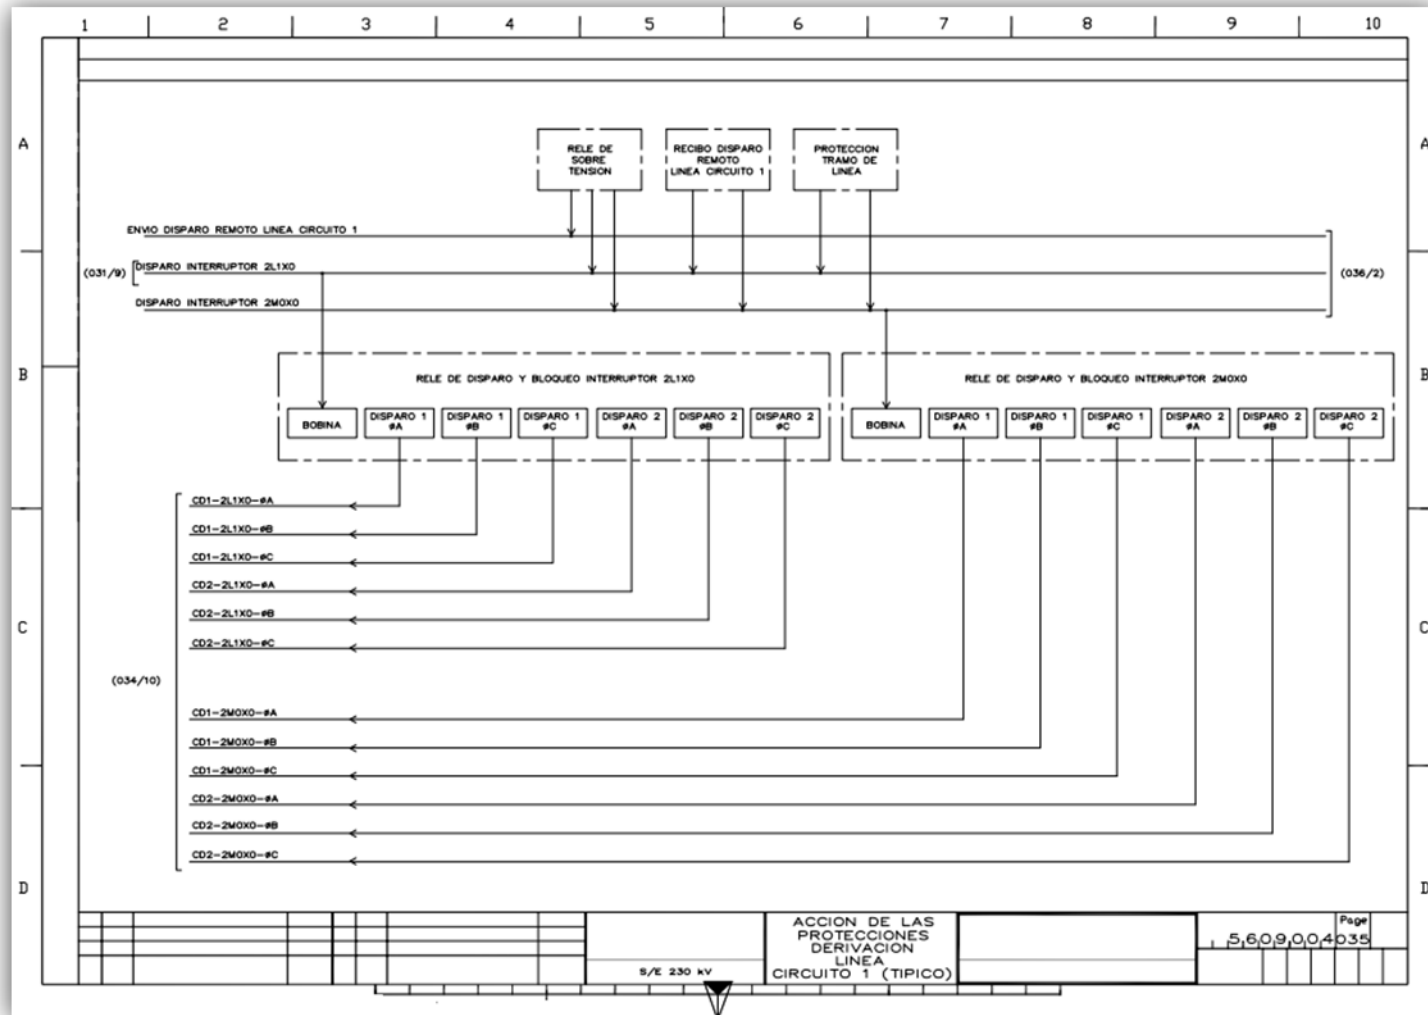 1 2 3 4 5 6 7 8 9 10
A A
RELE DE
SOBRE
TENSION
RECIBO DISPARO
REMOTO
LINEA CIRCUITO 1
PROTECCION
TRAMO DE
LINEA
ENVIO DISPARO REMOTO LINEA CIRCUITO 1
(031/9)
DISPARO INTERRUPTOR 2L1X0
(036/2)
DISPARO INTERRUPTOR 2M0X0
B B
RELE DE DISPARO Y BLOQUEO INTERRUPTOR 2L1X0
BOBINA
DISPARO 1
øA
DISPARO 1
øB
DISPARO 1
øC
DISPARO 2
øA
DISPARO 2
øB
DISPARO 2
øC
RELE DE DISPARO Y BLOQUEO INTERRUPTOR 2M0X0
BOBINA
DISPARO 1
øA
DISPARO 1
øB
DISPARO 1
øC
DISPARO 2
øA
DISPARO 2
øB
DISPARO 2
øC
CD1-2L1X0-øA
CD1-2L1X0-øB
CD1-2L1X0-øC
CD2-2L1X0-øA
CD2-2L1X0-øB
CD2-2L1X0-øC
C C
(034/10)
CD1-2M0X0-øA
CD1-2M0X0-øB
CD1-2M0X0-øC
CD2-2M0X0-øA
CD2-2M0X0-øB
CD2-2M0X0-øC
D D
S/E 230 kV
ACCION DE LAS
PROTECCIONES
DERIVACION
LINEA
CIRCUITO 1 (TIPICO)
Page
5609004 035